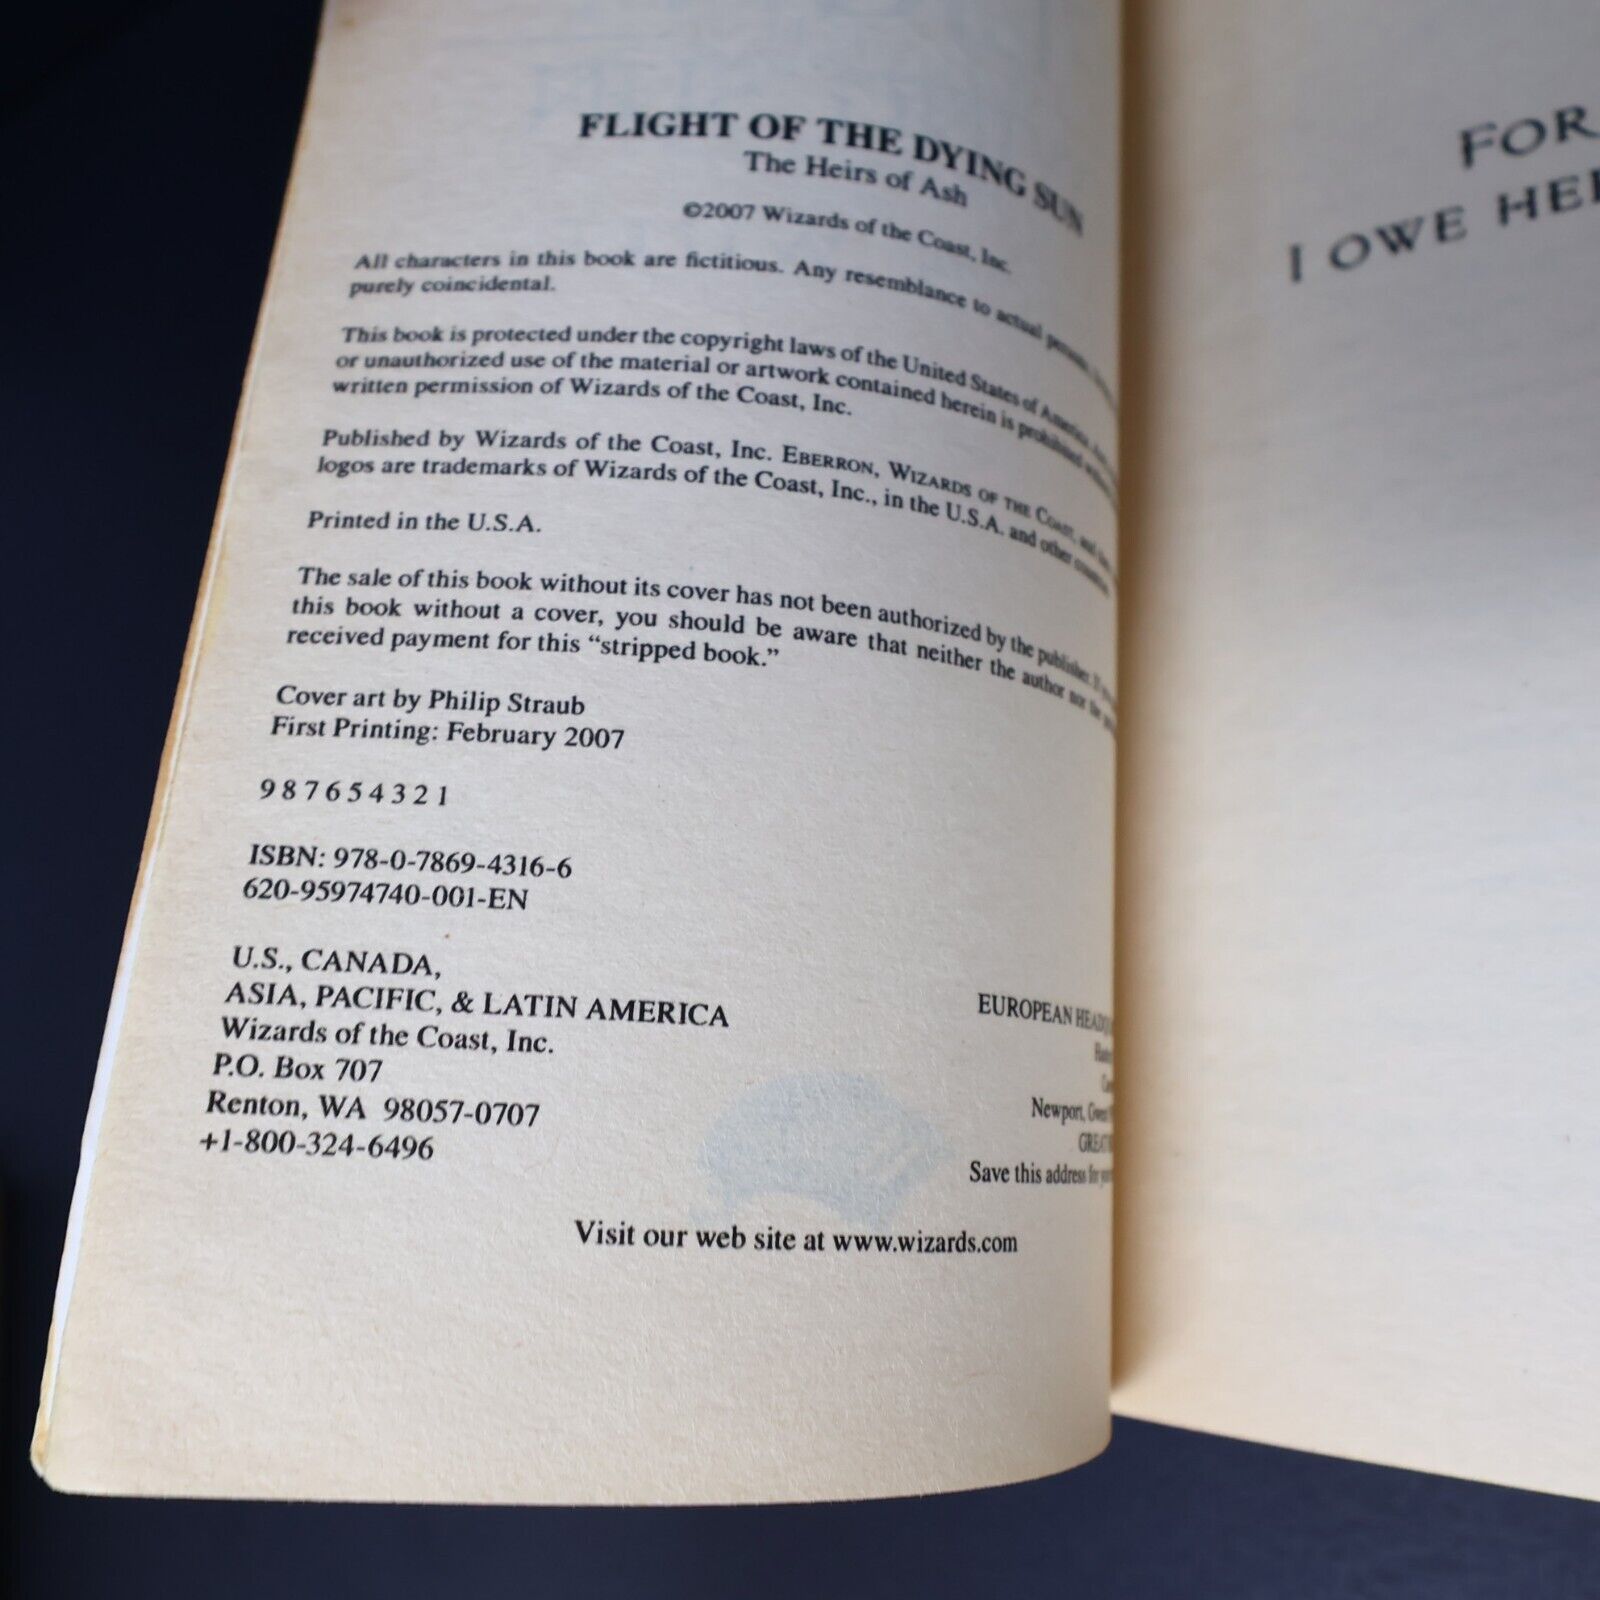 FLIGHT OF THE DYING SUN
The Heirs of Ash
©2007 Wizards of the Coast, Inc.
All characters in this book are fictitious. Any resemblance to actual persons
purely coincidental.
This book is protected under the copyright laws of the United States of America.
or unauthorized use of the material or artwork contained herein is prohibited
written permission of Wizards of the Coast, Inc.
Published by Wizards of the Coast, Inc. EBERRON, WIZARDS OF THE COAST, and
logos are trademarks of Wizards of the Coast, Inc., in the U.S.A. and other
Printed in the U.S.A.
The sale of this book without its cover has not been authorized by the publisher. If
this book without a cover, you should be aware that neither the author nor the
received payment for this “stripped book.”
Cover art by Philip Straub
First Printing: February 2007
9 8 7 6 5 4 3 2 1
ISBN: 978-0-7869-4316-6
620-95974740-001-EN
U.S., CANADA,
ASIA, PACIFIC, & LATIN AMERICA
Wizards of the Coast, Inc.
P.O. Box 707
Renton, WA 98057-0707
+1-800-324-6496
EUROPEAN
Newport,
Save this address for
Visit our web site at www.wizards.com
FOR
I OWE HER